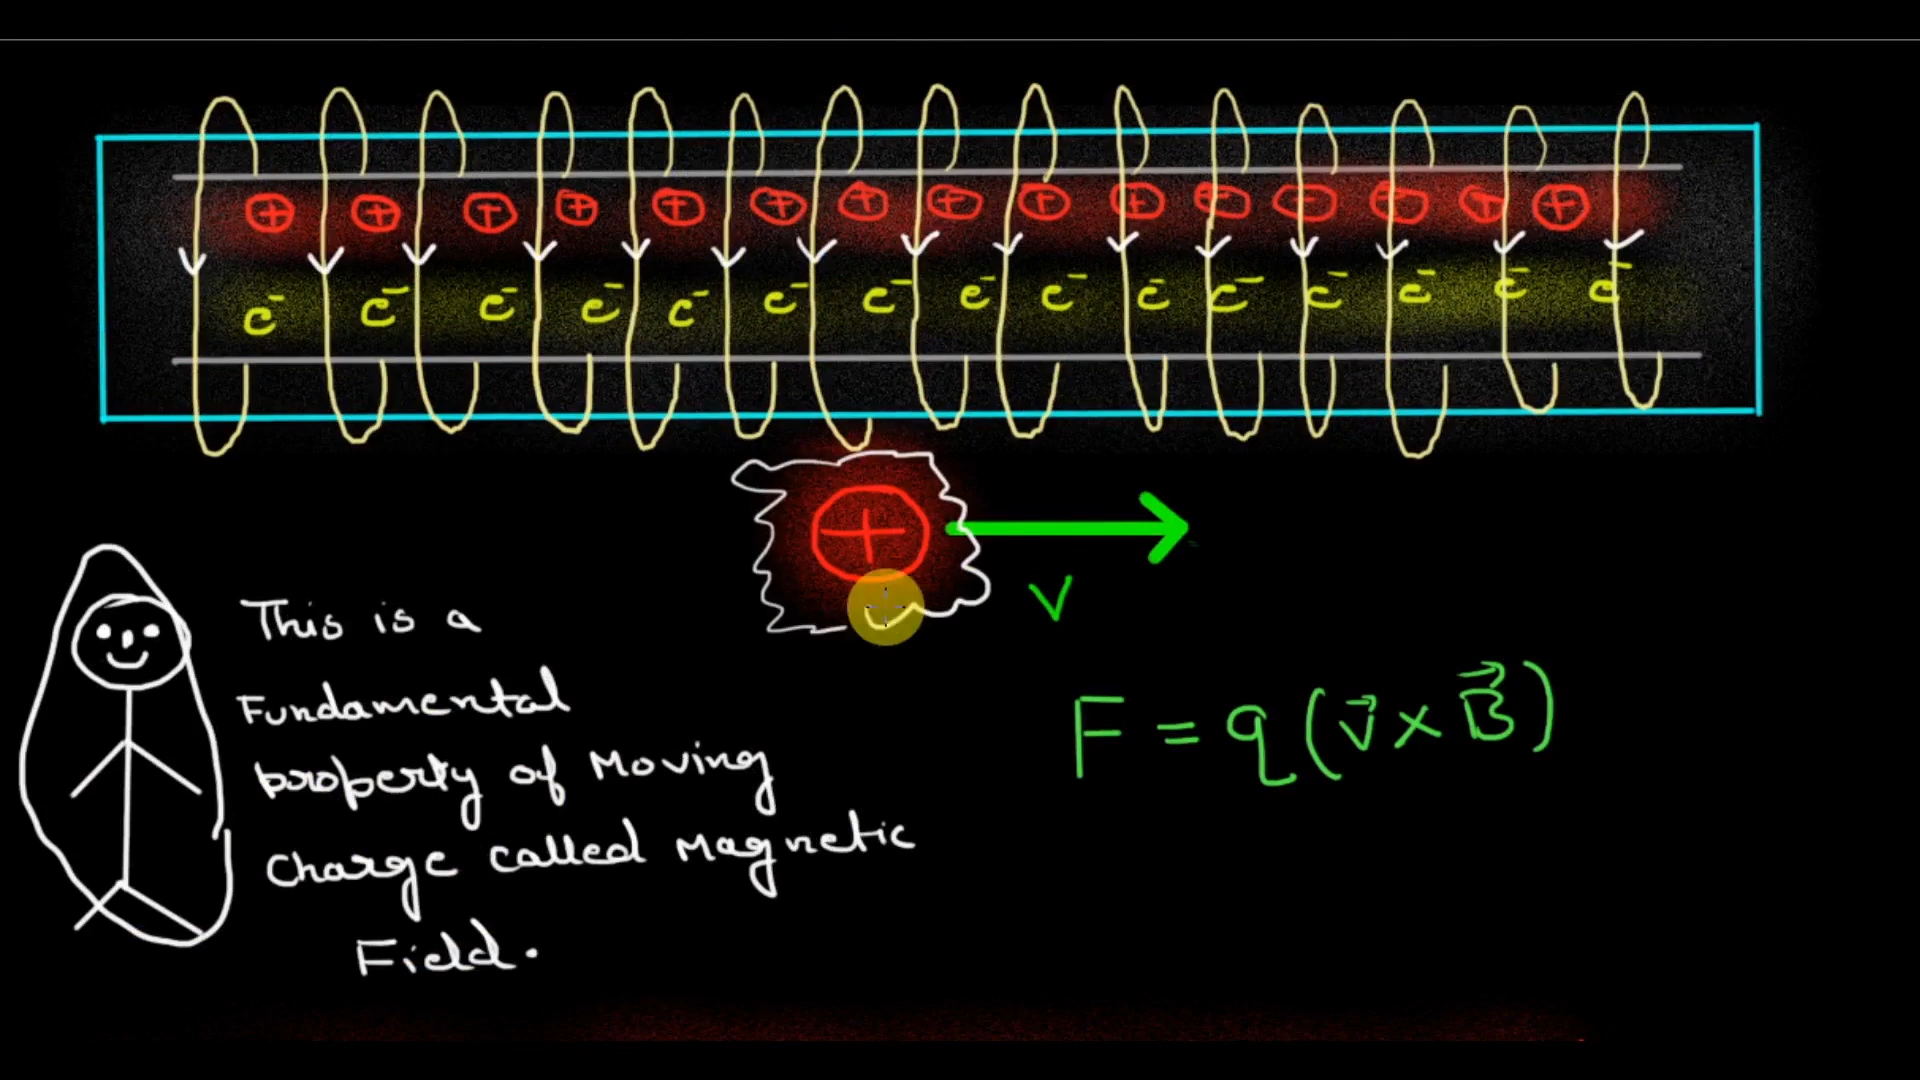 + + + + + + + + + + + + + + +
e⁻ e⁻ e⁻ e⁻ e⁻ e⁻ e⁻ e⁻ e⁻ e⁻ e⁻ e⁻ e⁻ e⁻ e⁻
+
v
This is a
Fundamental
property of Moving
Charge called Magnetic
Field.
F = q (v⃗ × B⃗)